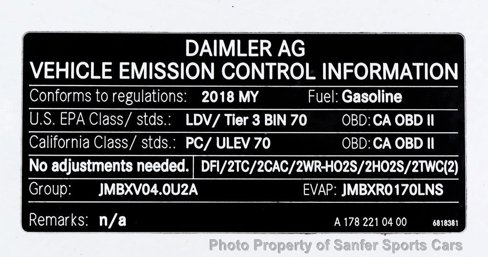 DAIMLER AG
VEHICLE EMISSION CONTROL INFORMATION
Conforms to regulations: 2018 MY Fuel: Gasoline
U.S. EPA Class/ stds.: LDV/ Tier 3 BIN 70 OBD: CA OBD II
California Class/ stds.: PC/ ULEV 70 OBD: CA OBD II
No adjustments needed. DFI/2TC/2CAC/2WR-HO2S/2HO2S/2TWC(2)
Group: JMBXV04.0U2A EVAP: JMBXR0170LNS
Remarks: n/a A 178 221 04 00 6818381
Photo Property of Sanfer Sports Cars